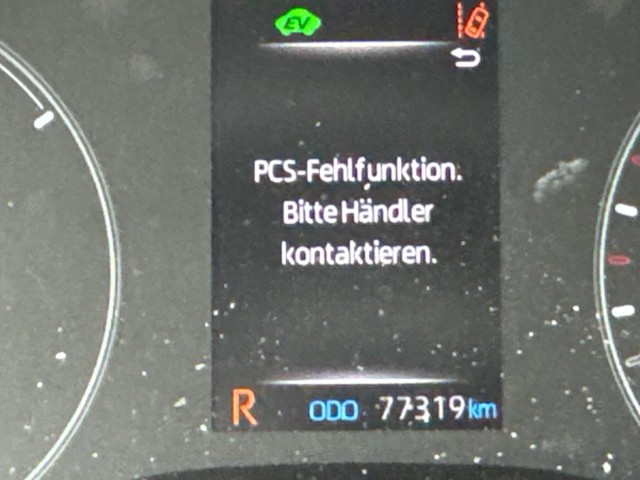 EV
PCS-Fehlfunktion.
Bitte Händler
kontaktieren.
R ODO 77319 km